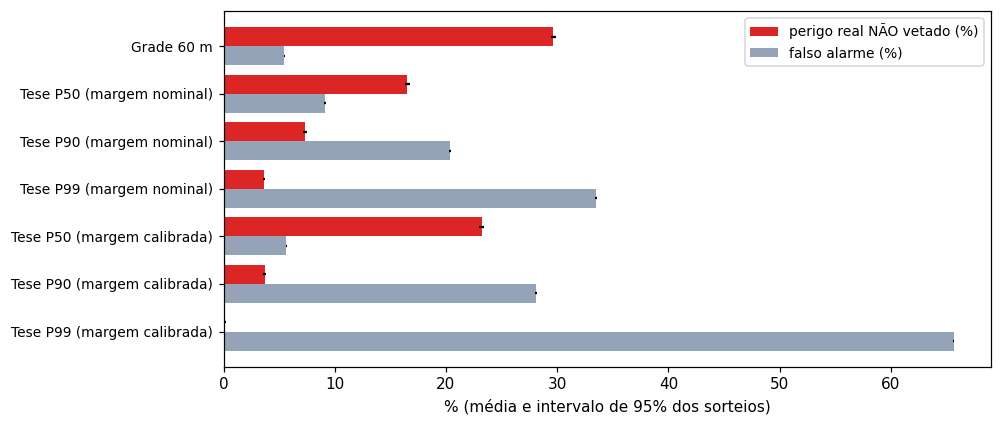 perigo real NÃO vetado (%)
falso alarme (%)
Grade 60 m
Tese P50 (margem nominal)
Tese P90 (margem nominal)
Tese P99 (margem nominal)
Tese P50 (margem calibrada)
Tese P90 (margem calibrada)
Tese P99 (margem calibrada)
0 10 20 30 40 50 60
% (média e intervalo de 95% dos sorteios)